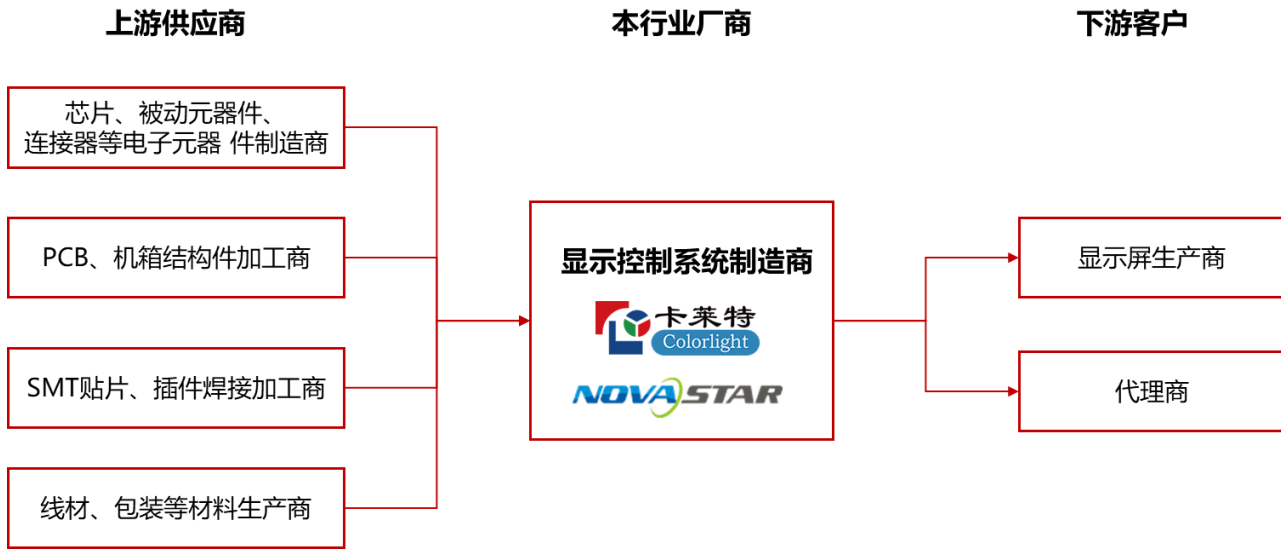 上游供应商
本行业厂商
下游客户
芯片、被动元器件、
连接器等电子元器 件制造商
PCB、机箱结构件加工商
SMT贴片、插件焊接加工商
线材、包装等材料生产商
显示控制系统制造商
卡莱特
Colorlight
NOVASTAR
显示屏生产商
代理商